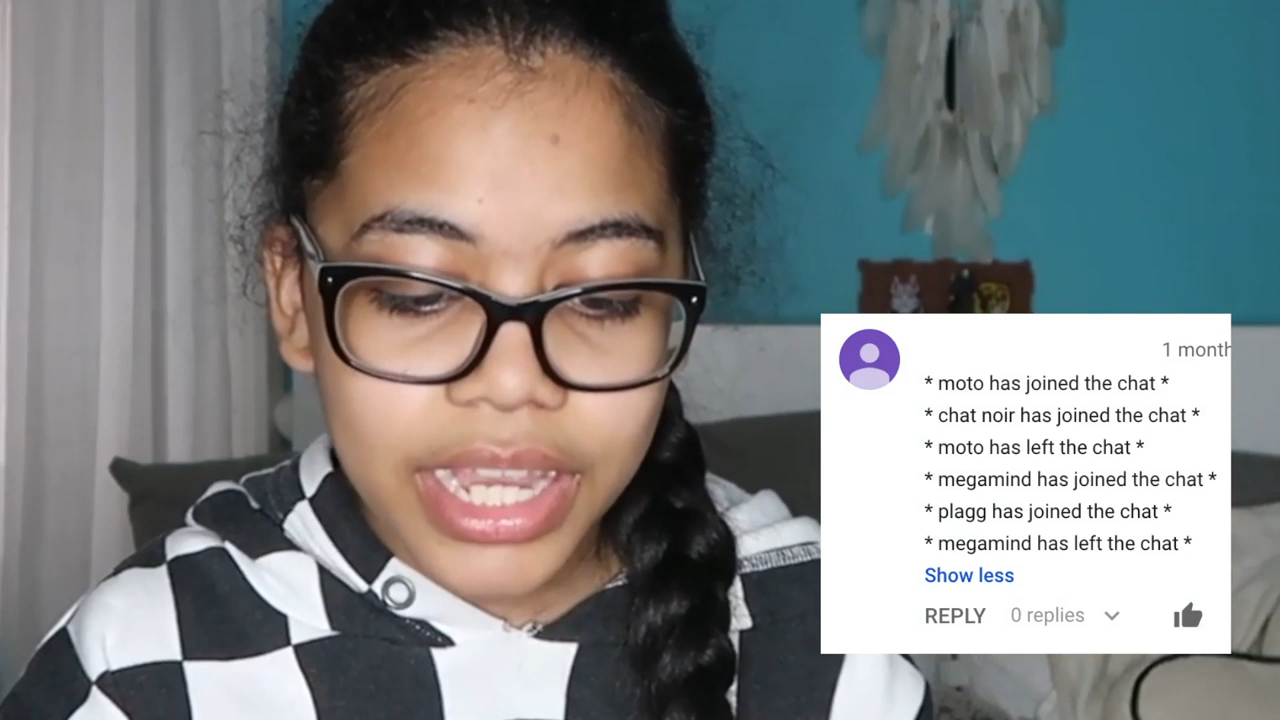 1 month
* moto has joined the chat *
* chat noir has joined the chat *
* moto has left the chat *
* megamind has joined the chat *
* plagg has joined the chat *
* megamind has left the chat *
Show less
REPLY 0 replies